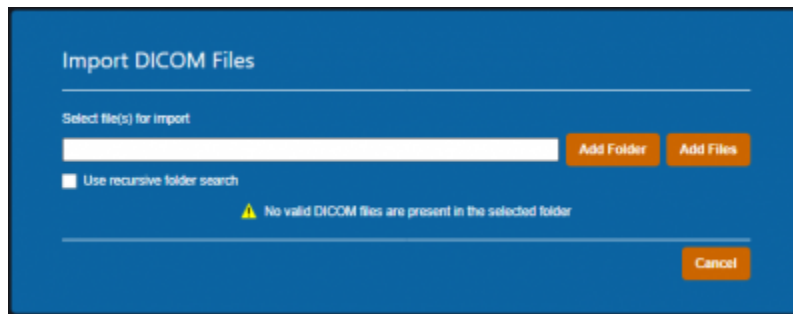 Import DICOM Files
Select file(s) for import
Add Folder Add Files
Use recursive folder search
No valid DICOM files are present in the selected folder
Cancel